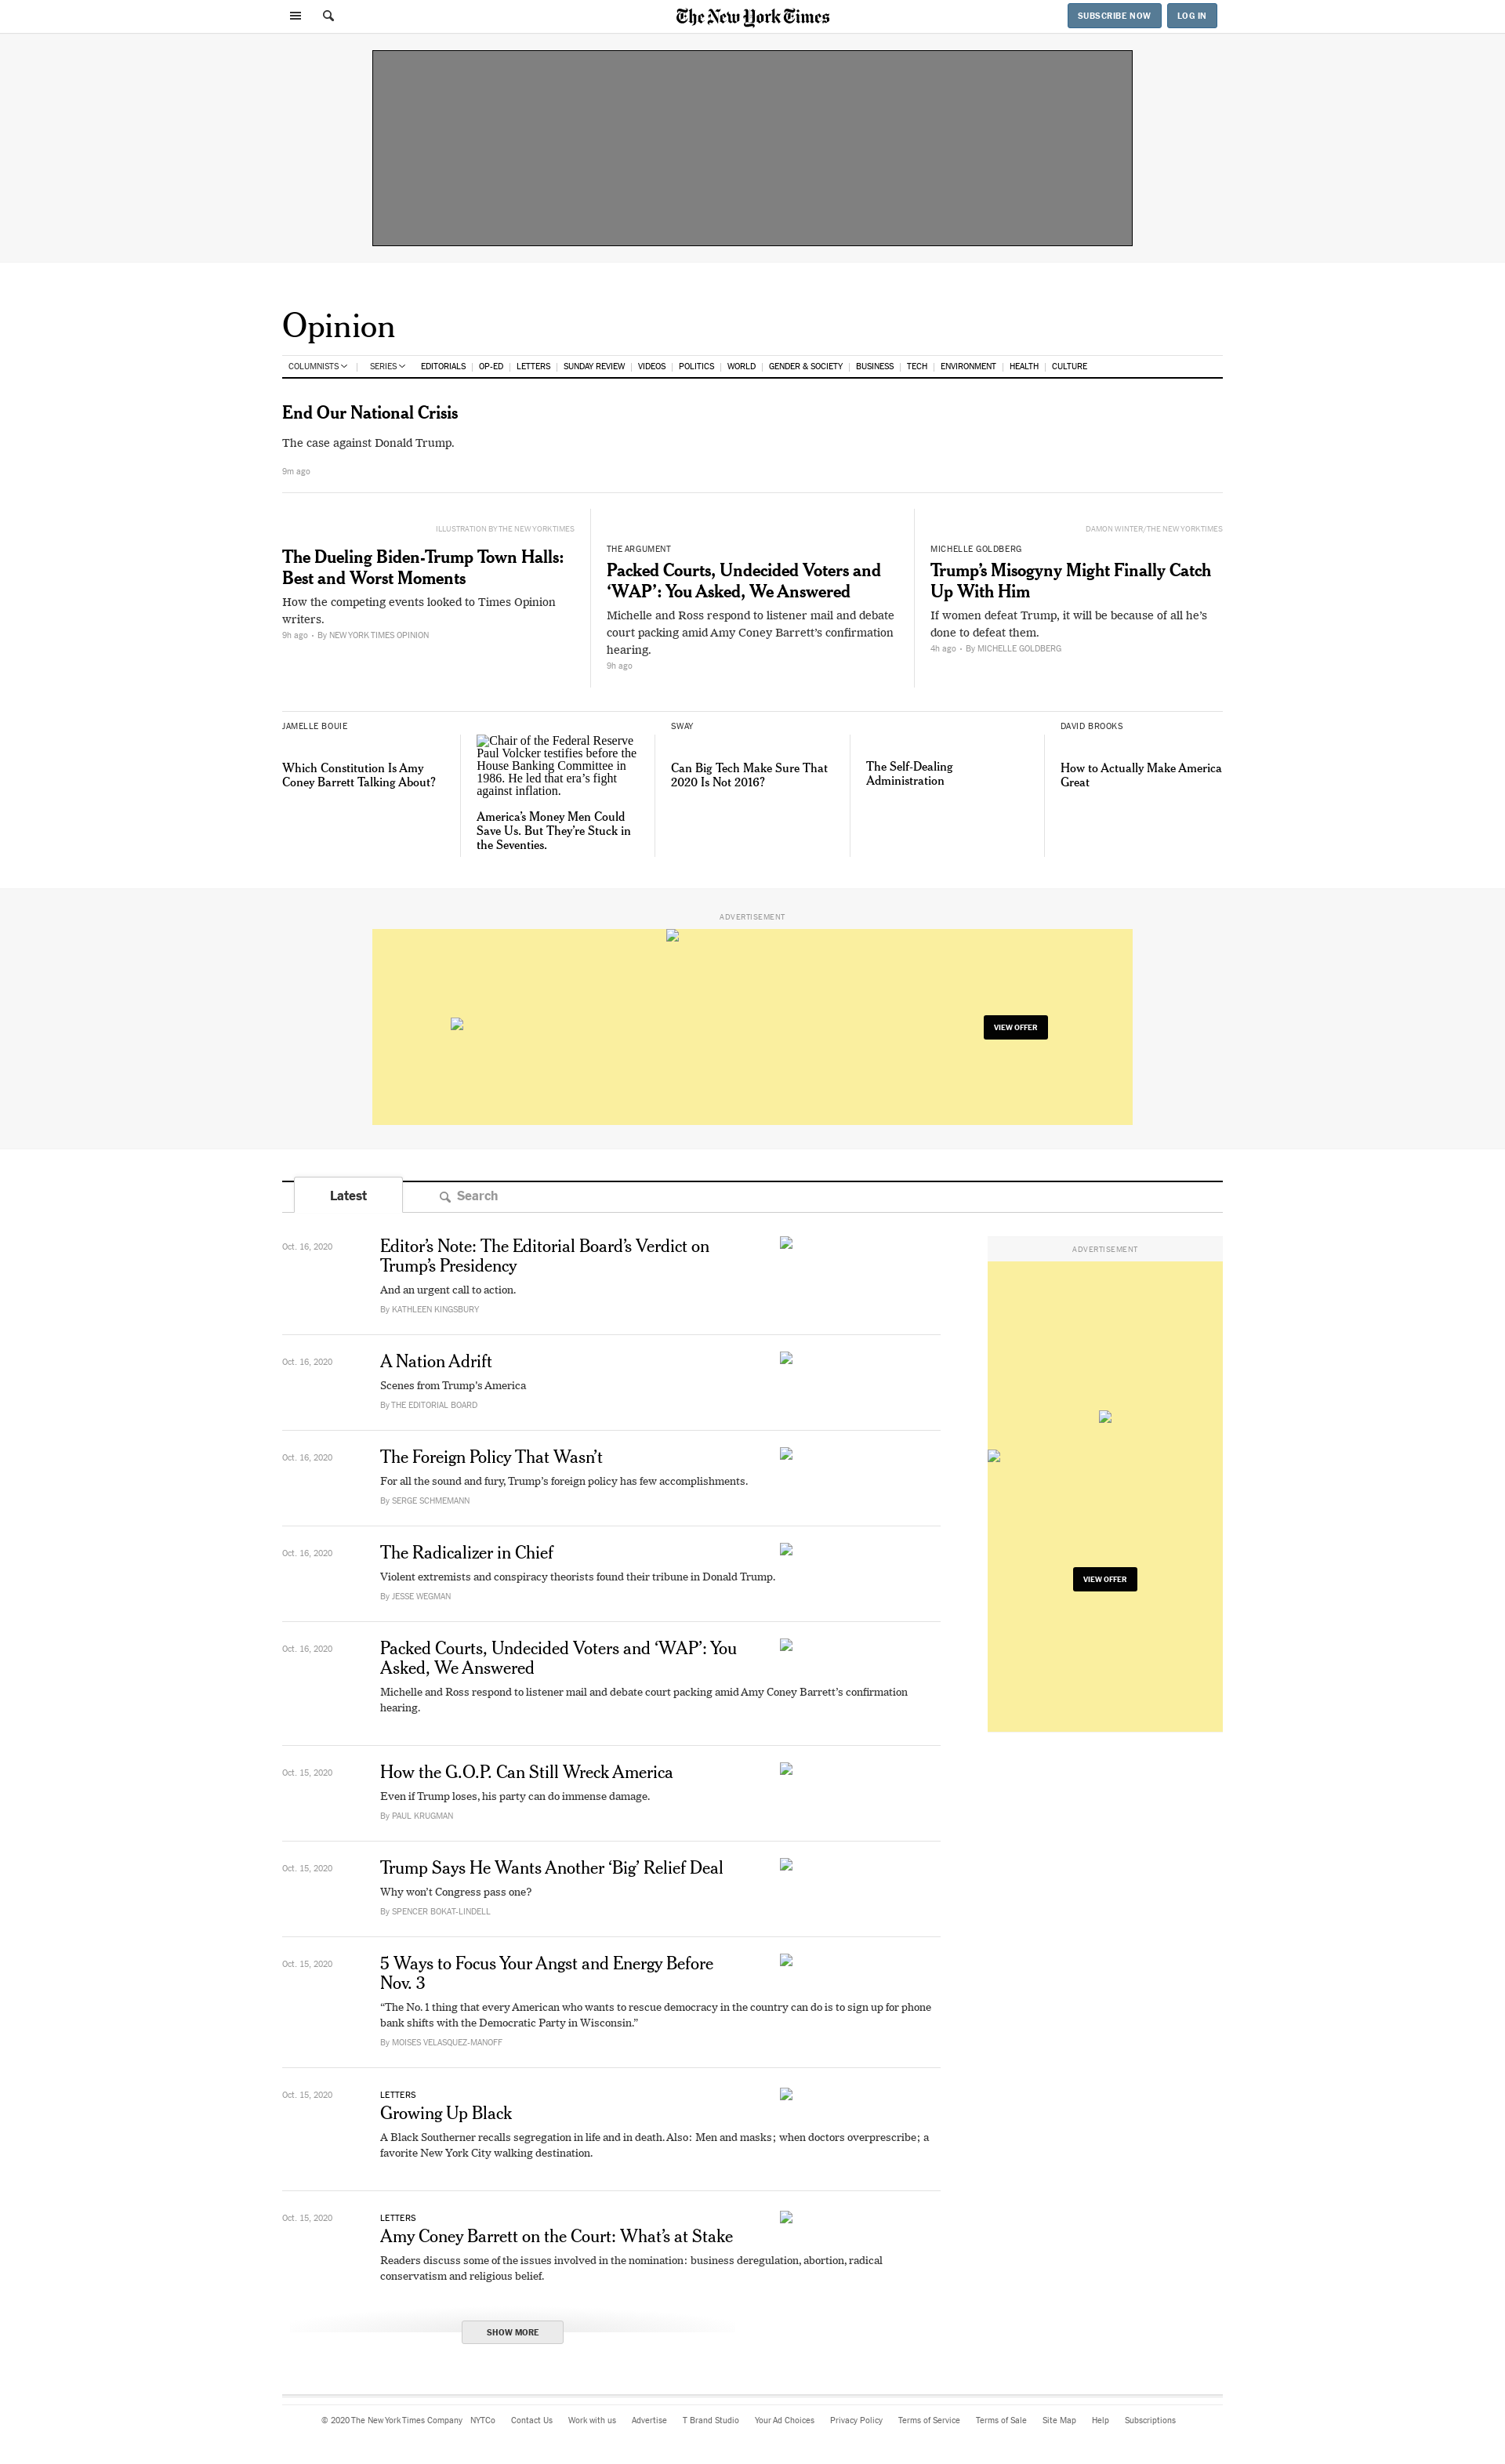 The New York Times
SUBSCRIBE NOW
LOG IN
Opinion
COLUMNISTS | SERIES EDITORIALS | OP-ED | LETTERS | SUNDAY REVIEW | VIDEOS | POLITICS | WORLD | GENDER & SOCIETY | BUSINESS | TECH | ENVIRONMENT | HEALTH | CULTURE
End Our National Crisis
The case against Donald Trump.
9m ago
ILLUSTRATION BY THE NEW YORK TIMES
The Dueling Biden-Trump Town Halls:
Best and Worst Moments
How the competing events looked to Times Opinion
writers.
9h ago • By NEW YORK TIMES OPINION
THE ARGUMENT
Packed Courts, Undecided Voters and
‘WAP’: You Asked, We Answered
Michelle and Ross respond to listener mail and debate
court packing amid Amy Coney Barrett’s confirmation
hearing.
9h ago
DAMON WINTER/THE NEW YORK TIMES
MICHELLE GOLDBERG
Trump’s Misogyny Might Finally Catch
Up With Him
If women defeat Trump, it will be because of all he’s
done to defeat them.
4h ago • By MICHELLE GOLDBERG
JAMELLE BOUIE
Which Constitution Is Amy
Coney Barrett Talking About?
Chair of the Federal Reserve
Paul Volcker testifies before the
House Banking Committee in
1986. He led that era’s fight
against inflation.
America’s Money Men Could
Save Us. But They’re Stuck in
the Seventies.
SWAY
Can Big Tech Make Sure That
2020 Is Not 2016?
The Self-Dealing
Administration
DAVID BROOKS
How to Actually Make America
Great
ADVERTISEMENT
VIEW OFFER
Latest
Search
Oct. 16, 2020
Editor’s Note: The Editorial Board’s Verdict on
Trump’s Presidency
And an urgent call to action.
By KATHLEEN KINGSBURY
Oct. 16, 2020
A Nation Adrift
Scenes from Trump’s America
By THE EDITORIAL BOARD
Oct. 16, 2020
The Foreign Policy That Wasn’t
For all the sound and fury, Trump’s foreign policy has few accomplishments.
By SERGE SCHMEMANN
Oct. 16, 2020
The Radicalizer in Chief
Violent extremists and conspiracy theorists found their tribune in Donald Trump.
By JESSE WEGMAN
Oct. 16, 2020
Packed Courts, Undecided Voters and ‘WAP’: You
Asked, We Answered
Michelle and Ross respond to listener mail and debate court packing amid Amy Coney Barrett’s confirmation
hearing.
Oct. 15, 2020
How the G.O.P. Can Still Wreck America
Even if Trump loses, his party can do immense damage.
By PAUL KRUGMAN
Oct. 15, 2020
Trump Says He Wants Another ‘Big’ Relief Deal
Why won’t Congress pass one?
By SPENCER BOKAT-LINDELL
Oct. 15, 2020
5 Ways to Focus Your Angst and Energy Before
Nov. 3
“The No. 1 thing that every American who wants to rescue democracy in the country can do is to sign up for phone
bank shifts with the Democratic Party in Wisconsin.”
By MOISES VELASQUEZ-MANOFF
Oct. 15, 2020
LETTERS
Growing Up Black
A Black Southerner recalls segregation in life and in death. Also: Men and masks; when doctors overprescribe; a
favorite New York City walking destination.
Oct. 15, 2020
LETTERS
Amy Coney Barrett on the Court: What’s at Stake
Readers discuss some of the issues involved in the nomination: business deregulation, abortion, radical
conservatism and religious belief.
ADVERTISEMENT
VIEW OFFER
SHOW MORE
© 2020 The New York Times Company NYTCo Contact Us Work with us Advertise T Brand Studio Your Ad Choices Privacy Policy Terms of Service Terms of Sale Site Map Help Subscriptions